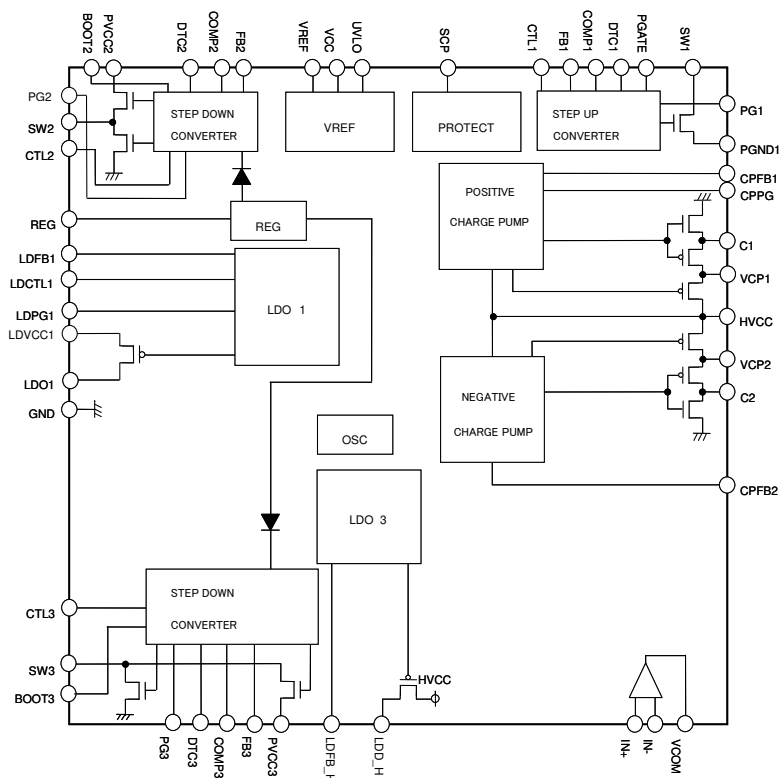 BOOT2
PVCC2
DTC2
COMP2
FB2
VREF
VCC
UVLO
SCP
CTL1
FB1
COMP1
DTC1
PGATE
SW1
PG2
SW2
CTL2
REG
LDFB1
LDCTL1
LDPG1
LDVCC1
LDO1
GND
CTL3
SW3
BOOT3
STEP DOWN
CONVERTER
VREF
PROTECT
STEP UP
CONVERTER
REG
LDO 1
POSITIVE
CHARGE PUMP
NEGATIVE
CHARGE PUMP
OSC
LDO 3
STEP DOWN
CONVERTER
HVCC
PG1
PGND1
CPFB1
CPPG
C1
VCP1
HVCC
VCP2
C2
CPFB2
PG3
DTC3
COMP3
FB3
PVCC3
LDFB_H
LDD_H
IN+
IN-
VCOM